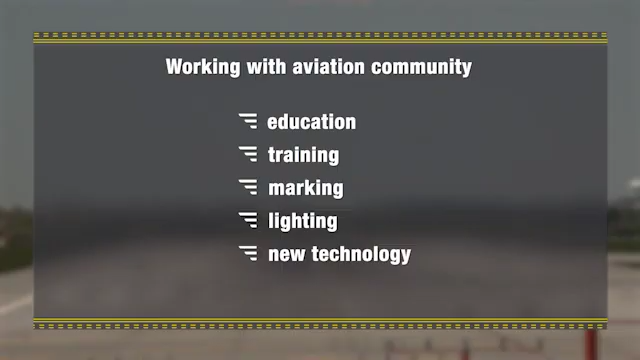 Working with aviation community
education
training
marking
lighting
new technology